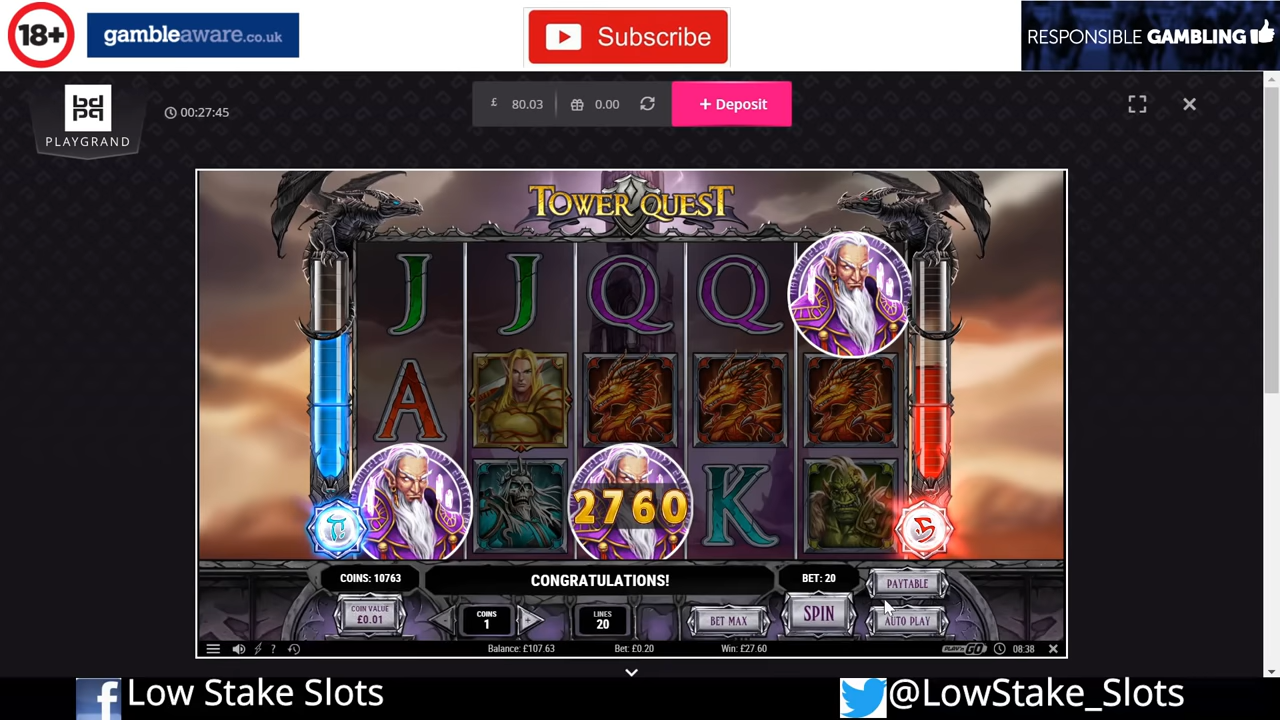 18+
gambleaware.co.uk
Subscribe
RESPONSIBLE GAMBLING
PLAYGRAND
00:27:45
£ 80.03
0.00
+ Deposit
TOWER QUEST
J J Q Q
A
2760
K
COINS: 10763
CONGRATULATIONS!
BET: 20
PAYTABLE
COIN VALUE
£0.01
COINS
1
LINES
20
BET MAX
SPIN
AUTO PLAY
Balance: £107.63
Bet: £0.20
Win: £27.60
PLAY'N GO
08:38
f Low Stake Slots
@LowStake_Slots